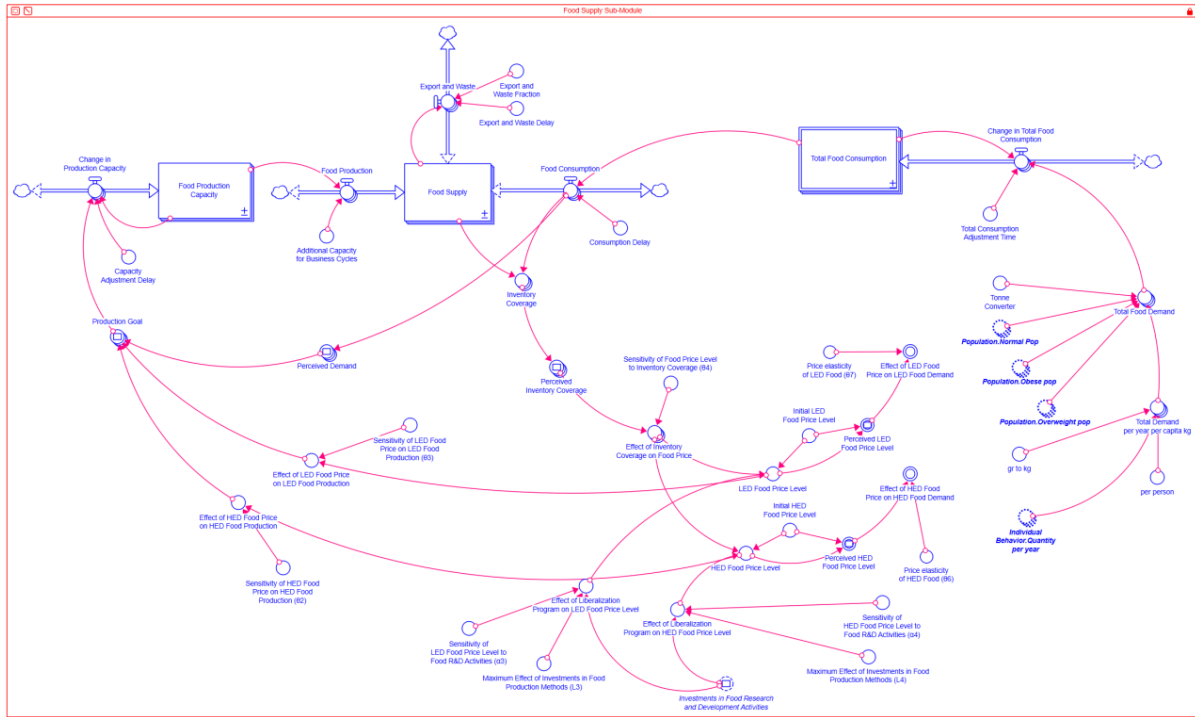 Food Supply Sub-Module
Export and Waste
Export and
Waste Fraction
Export and Waste Delay
Change in
Production Capacity
Food Production
Capacity
Food Production
Food Supply
Food Consumption
Total Food Consumption
Change in Total Food
Consumption
Additional Capacity
for Business Cycles
Consumption Delay
Total Consumption
Adjustment Time
Capacity
Adjustment Delay
Inventory
Coverage
Tonne
Converter
Total Food Demand
Production Goal
Perceived Demand
Population.Normal Pop
Perceived
Inventory Coverage
Sensitivity of Food Price Level
to Inventory Coverage (θ4)
Price elasticity
of LED Food (θ7)
Effect of LED Food
Price on LED Food Demand
Population.Obese pop
Population.Overweight pop
Total Demand
per year per capita kg
Sensitivity of LED Food
Price on LED Food
Production (θ3)
Effect of Inventory
Coverage on Food Price
Initial LED
Food Price Level
Perceived LED
Food Price Level
gr to kg
per person
Effect of LED Food Price
on LED Food Production
LED Food Price Level
Effect of HED Food
Price on HED Food Demand
Effect of HED Food Price
on HED Food Production
Initial HED
Food Price Level
Individual
Behavior.Quantity
per year
HED Food Price Level
Perceived HED
Food Price Level
Price elasticity
of HED Food (θ6)
Sensitivity of HED Food
Price on HED Food
Production (θ2)
Effect of Liberalization
Program on LED Food Price Level
Effect of Liberalization
Program on HED Food Price Level
Sensitivity of
HED Food Price Level to
Food R&D Activities (α4)
Sensitivity of
LED Food Price Level to
Food R&D Activities (α3)
Maximum Effect of Investments in Food
Production Methods (L3)
Maximum Effect of Investments in Food
Production Methods (L4)
Investments in Food Research
and Development Activities